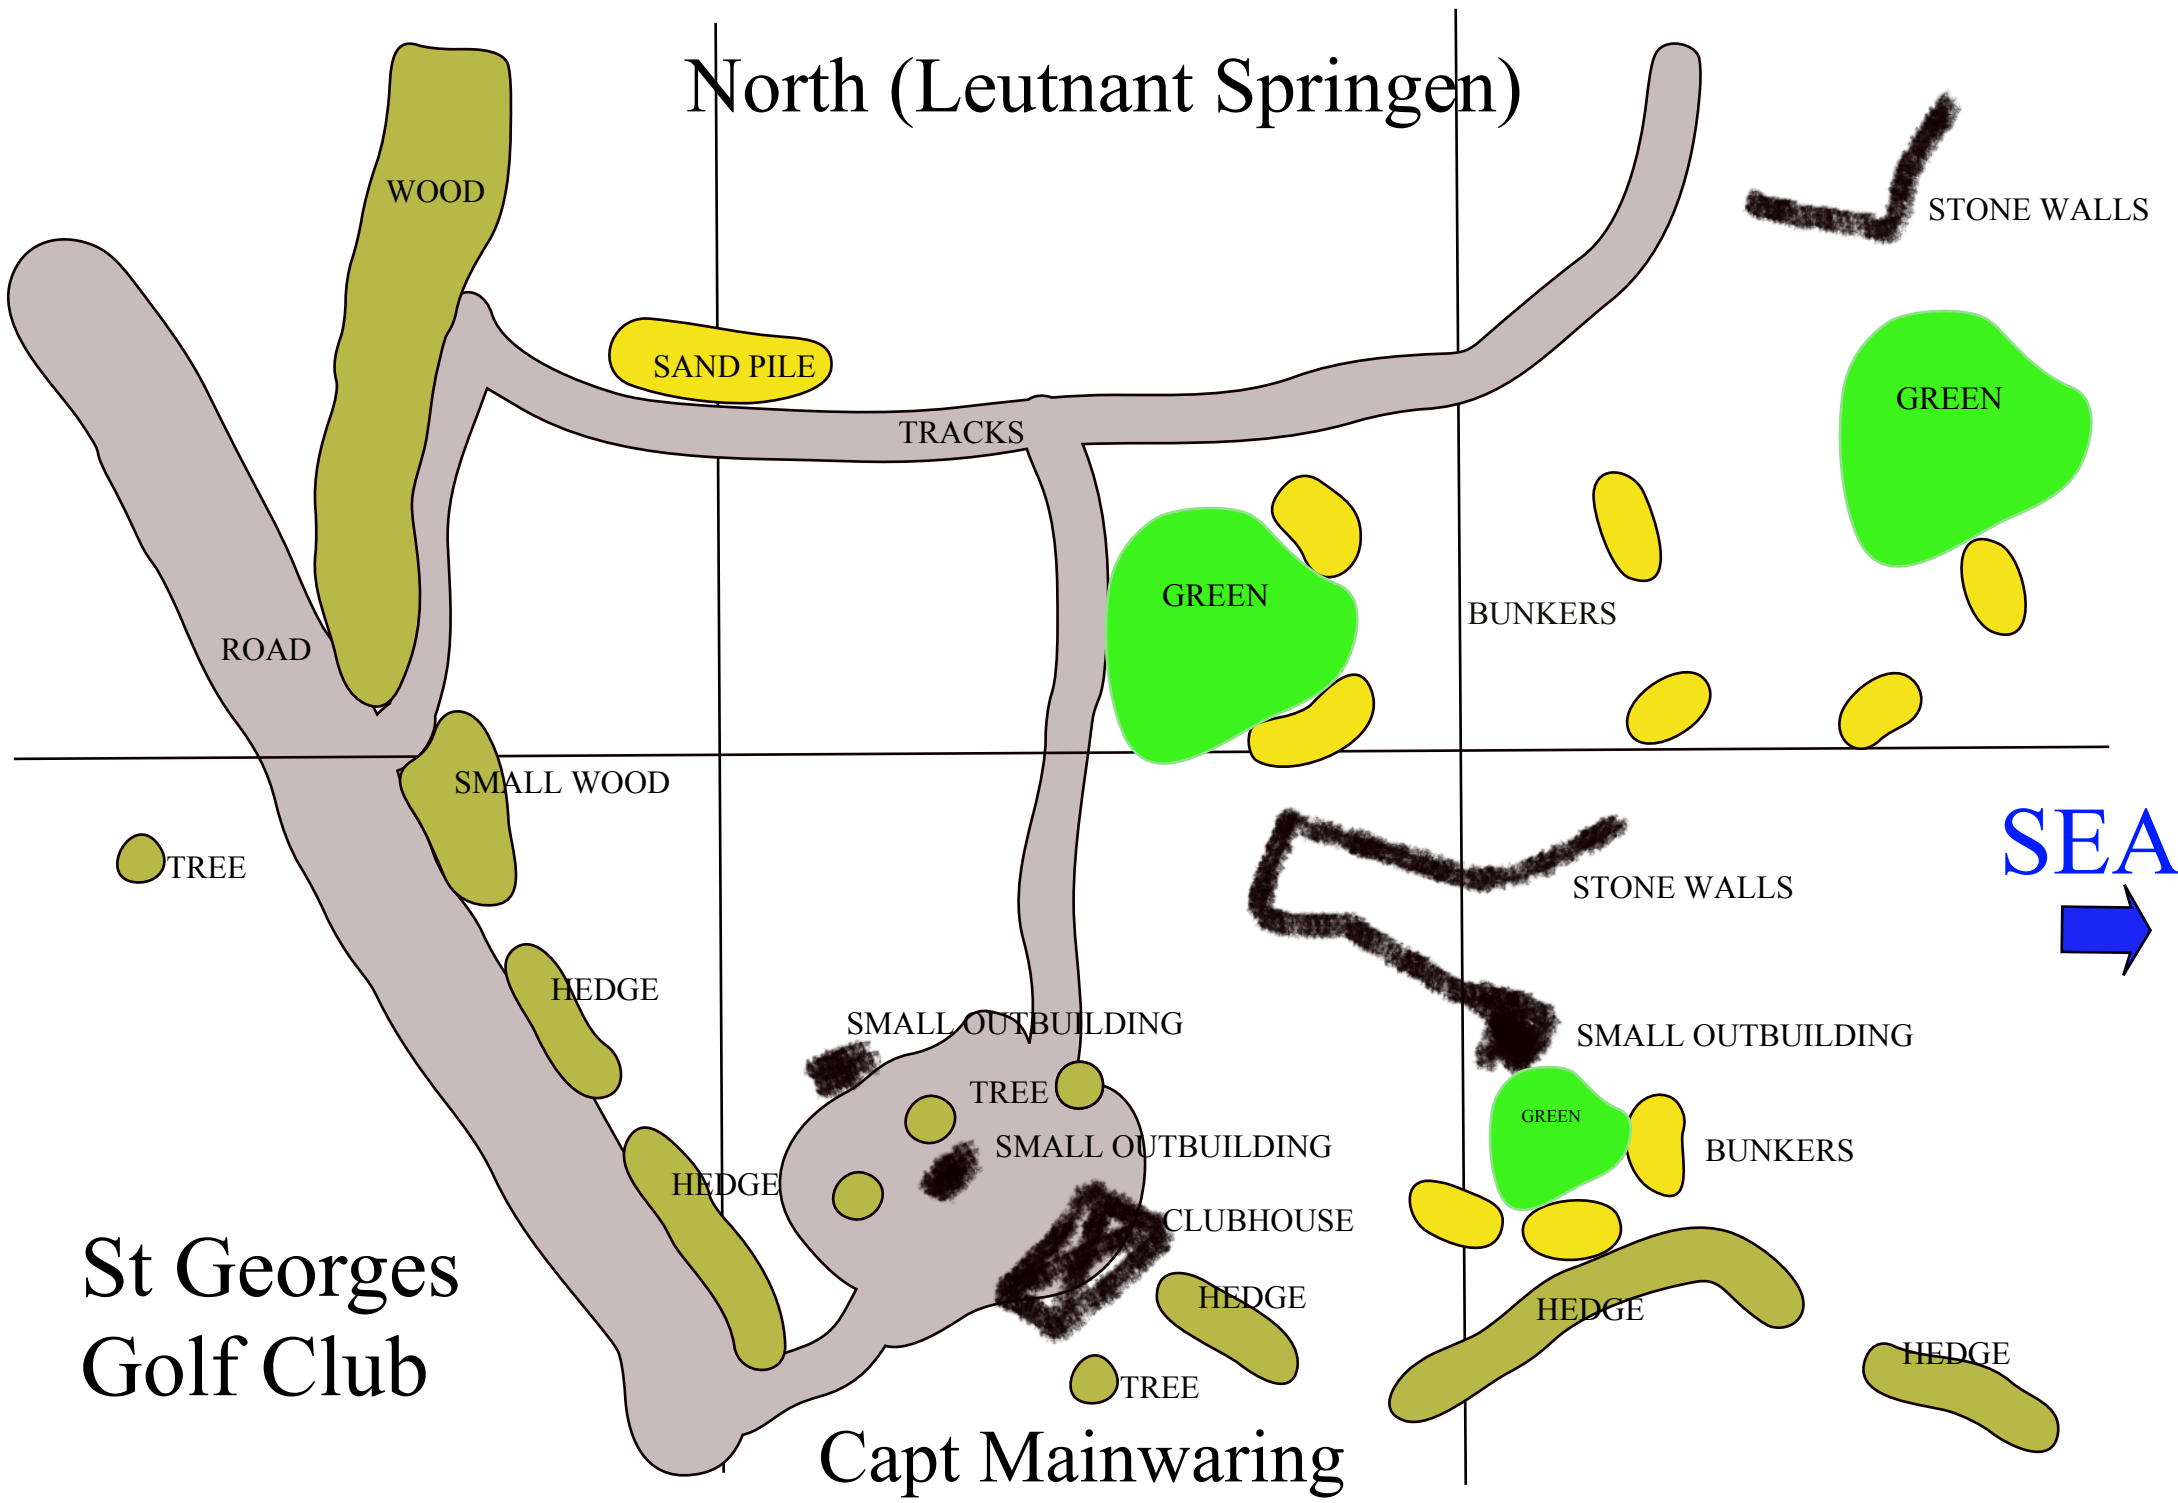 North (Leutnant Springen)
WOOD
STONE WALLS
SAND PILE
GREEN
TRACKS
GREEN
BUNKERS
ROAD
SMALL WOOD
SEA
TREE
STONE WALLS
HEDGE
SMALL OUTBUILDING
SMALL OUTBUILDING
TREE
GREEN
SMALL OUTBUILDING
BUNKERS
HEDGE
CLUBHOUSE
St Georges
Golf Club
HEDGE
HEDGE
HEDGE
TREE
Capt Mainwaring